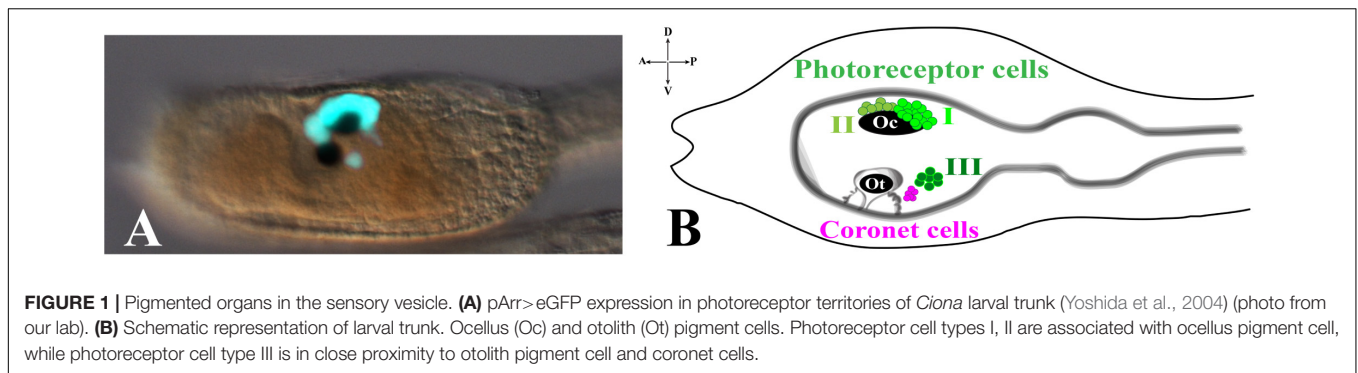 A
D
A P
V
Photoreceptor cells
II Oc I
III
Ot
B Coronet cells
FIGURE 1 | Pigmented organs in the sensory vesicle. (A) pArr>eGFP expression in photoreceptor territories of Ciona larval trunk (Yoshida et al., 2004) (photo from
our lab). (B) Schematic representation of larval trunk. Ocellus (Oc) and otolith (Ot) pigment cells. Photoreceptor cell types I, II are associated with ocellus pigment cell,
while photoreceptor cell type III is in close proximity to otolith pigment cell and coronet cells.